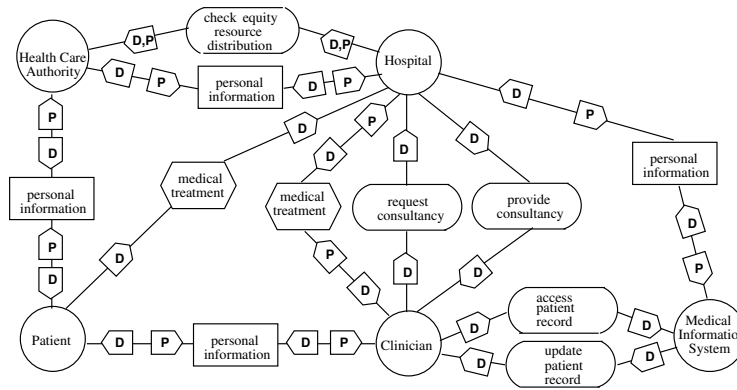 check equity
resource
distribution
D,P
D,P
Health Care
Authority
Hospital
D
P
personal
information
D
P
D
P
P
D
D
P
D
D
personal
information
personal
information
medical
treatment
medical
treatment
request
consultancy
provide
consultancy
P
D
D
P
D
D
D
D
P
D
P
access
patient
record
D
D
Patient
D
P
personal
information
D
P
Clinician
Medical
Information
System
D
D
update
patient
record